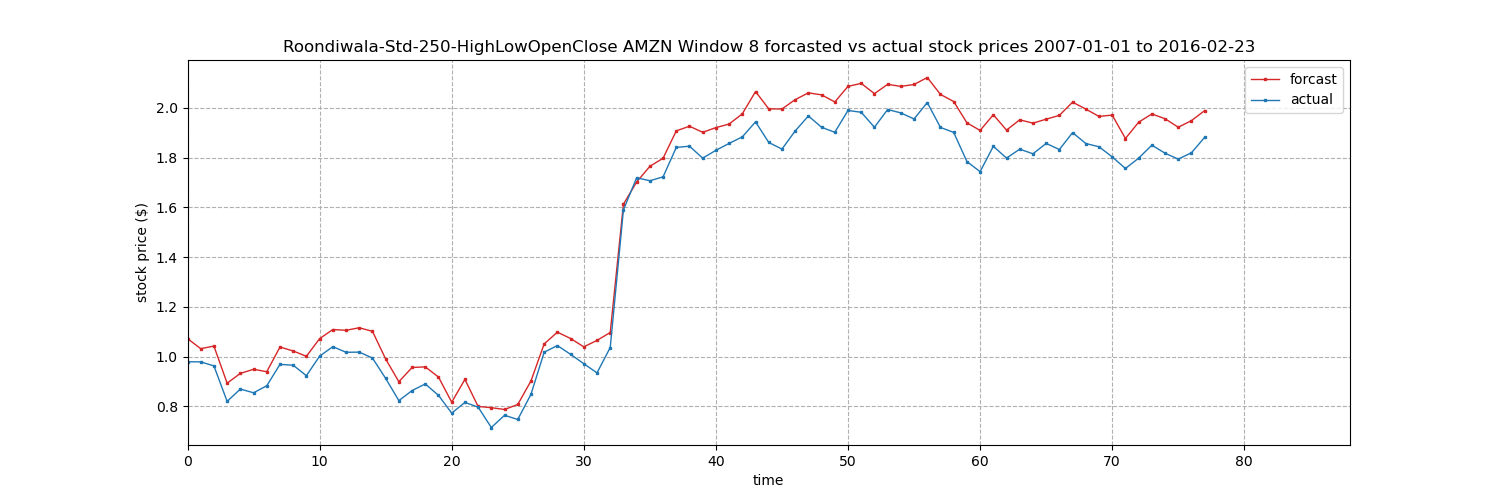 Roondiwala-Std-250-HighLowOpenClose AMZN Window 8 forcasted vs actual stock prices 2007-01-01 to 2016-02-23
forcast
actual
2.0
1.8
1.6
1.4
1.2
1.0
0.8
stock price ($)
0 10 20 30 40 50 60 70 80
time